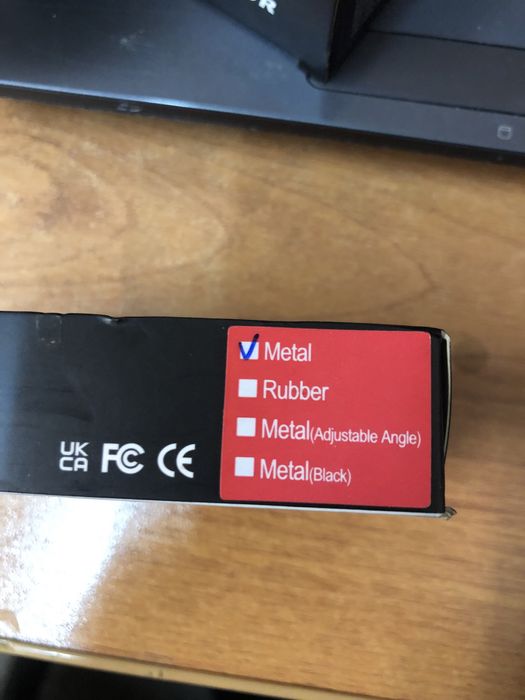 Metal
Rubber
Metal(Adjustable Angle)
Metal(Black)
UK
CA
FC CE